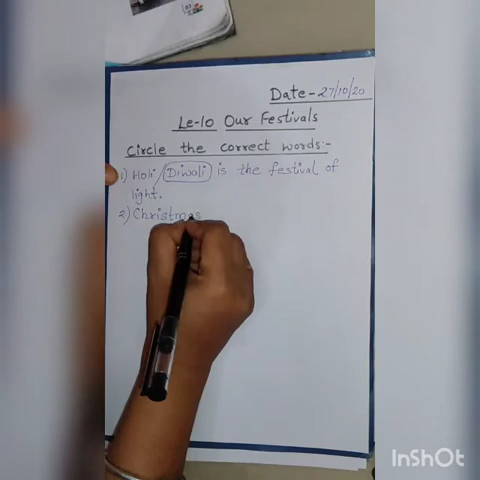 Date-27/10/20
Le-10 Our Festivals
Circle the correct words:-
1) Holi/Diwali is the festival of
light.
2) Christmas
InShOt